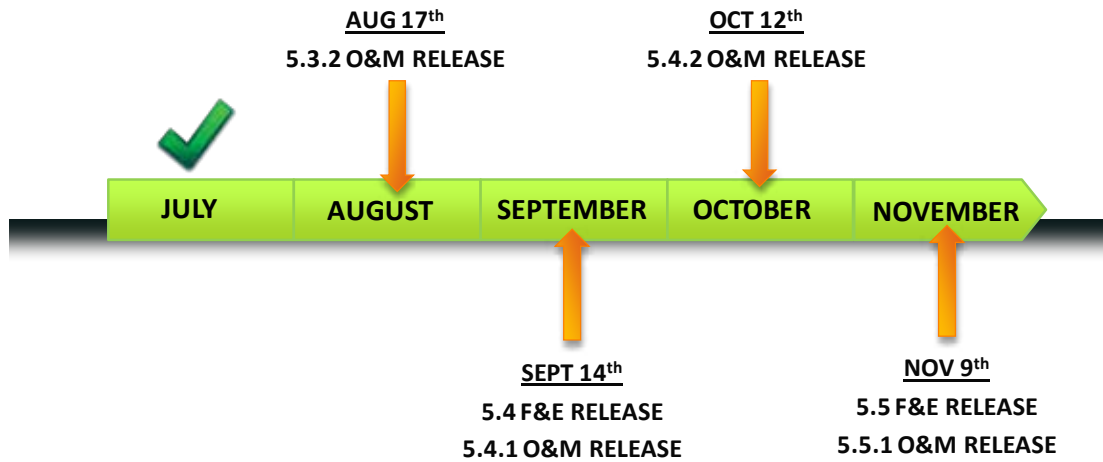 AUG 17th
5.3.2 O&M RELEASE
OCT 12th
5.4.2 O&M RELEASE
JULY
AUGUST
SEPTEMBER
OCTOBER
NOVEMBER
SEPT 14th
5.4 F&E RELEASE
5.4.1 O&M RELEASE
NOV 9th
5.5 F&E RELEASE
5.5.1 O&M RELEASE